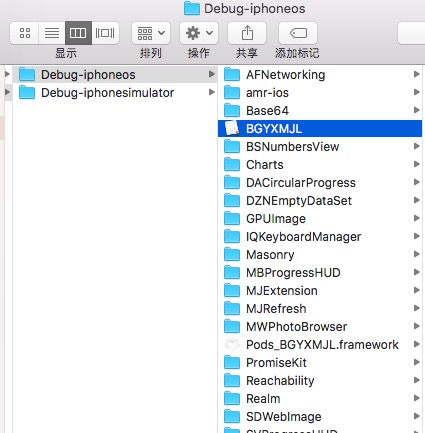 Debug-iphoneos
显示
排列
操作
共享
添加标记
Debug-iphoneos
Debug-iphonesimulator
AFNetworking
amr-ios
Base64
BGYXMJL
BSNumbersView
Charts
DACircularProgress
DZNEmptyDataSet
GPUImage
IQKeyboardManager
Masonry
MBProgressHUD
MJExtension
MJRefresh
MWPhotoBrowser
Pods_BGYXMJL.framework
PromiseKit
Reachability
Realm
SDWebImage
SVProgressHUD